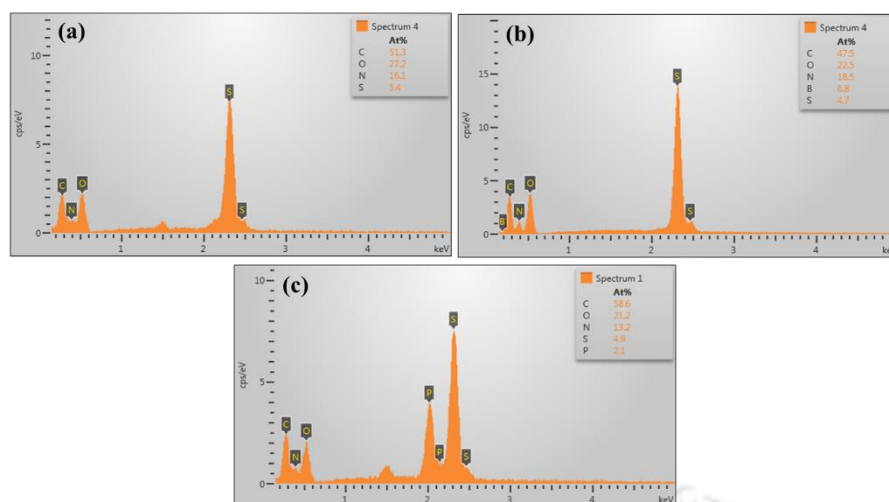 (a)
Spectrum 4
At%
C 51.3
O 27.2
N 16.1
S 5.4
10
5
0
cps/eV
C
N
O
S
S
1 2 3 4 keV
(b)
Spectrum 4
At%
C 47.5
O 22.5
N 18.5
B 6.8
S 4.7
15
10
5
0
cps/eV
B
C
N
O
S
S
1 2 3 4 keV
(c)
Spectrum 1
At%
C 58.6
O 21.2
N 13.2
S 4.9
P 2.1
10
5
0
cps/eV
C
N
O
P
P
S
S
1 2 3 4 keV